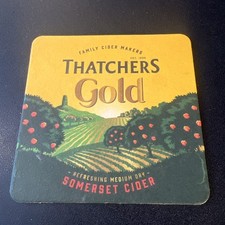 FAMILY CIDER MAKERS
THATCHERS
Gold
REFRESHING MEDIUM DRY
SOMERSET CIDER